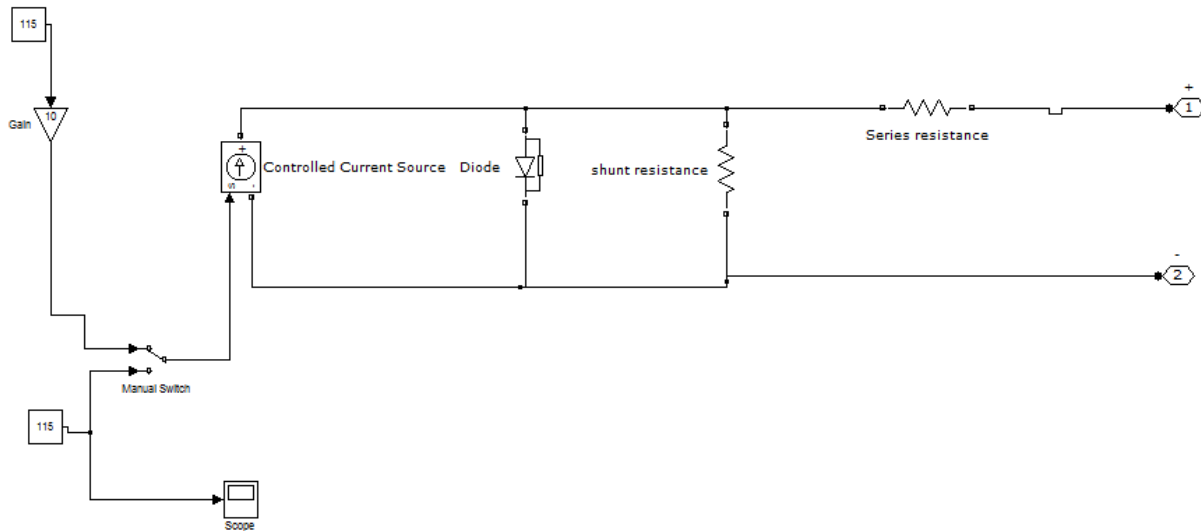 115
10
Gain
+
1
Series resistance
+
s
-
Controlled Current Source
Diode
shunt resistance
-
2
Manual Switch
115
Scope